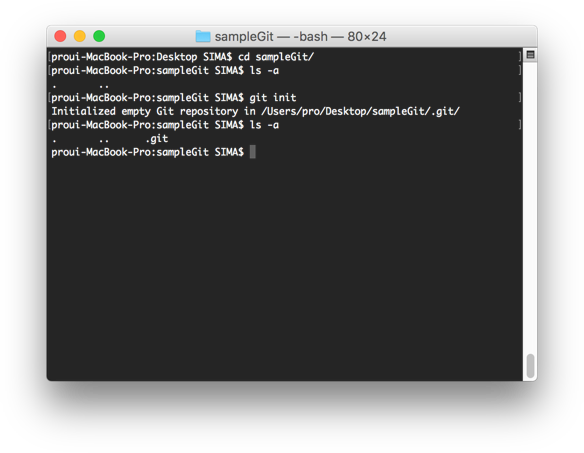 sampleGit — -bash — 80×24
[proui-MacBook-Pro:Desktop SIMA$ cd sampleGit/ ]
[proui-MacBook-Pro:sampleGit SIMA$ ls -a ]
. ..
[proui-MacBook-Pro:sampleGit SIMA$ git init ]
Initialized empty Git repository in /Users/pro/Desktop/sampleGit/.git/
[proui-MacBook-Pro:sampleGit SIMA$ ls -a ]
. .. .git
proui-MacBook-Pro:sampleGit SIMA$